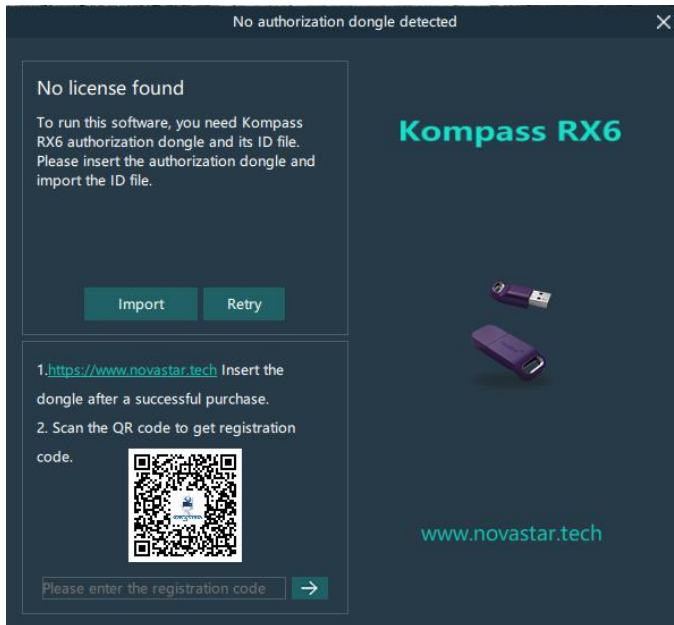 No authorization dongle detected
No license found
To run this software, you need Kompass
RX6 authorization dongle and its ID file.
Please insert the authorization dongle and
import the ID file.
Import
Retry
1.https://www.novastar.tech Insert the
dongle after a successful purchase.
2. Scan the QR code to get registration
code.
Please enter the registration code
Kompass RX6
www.novastar.tech